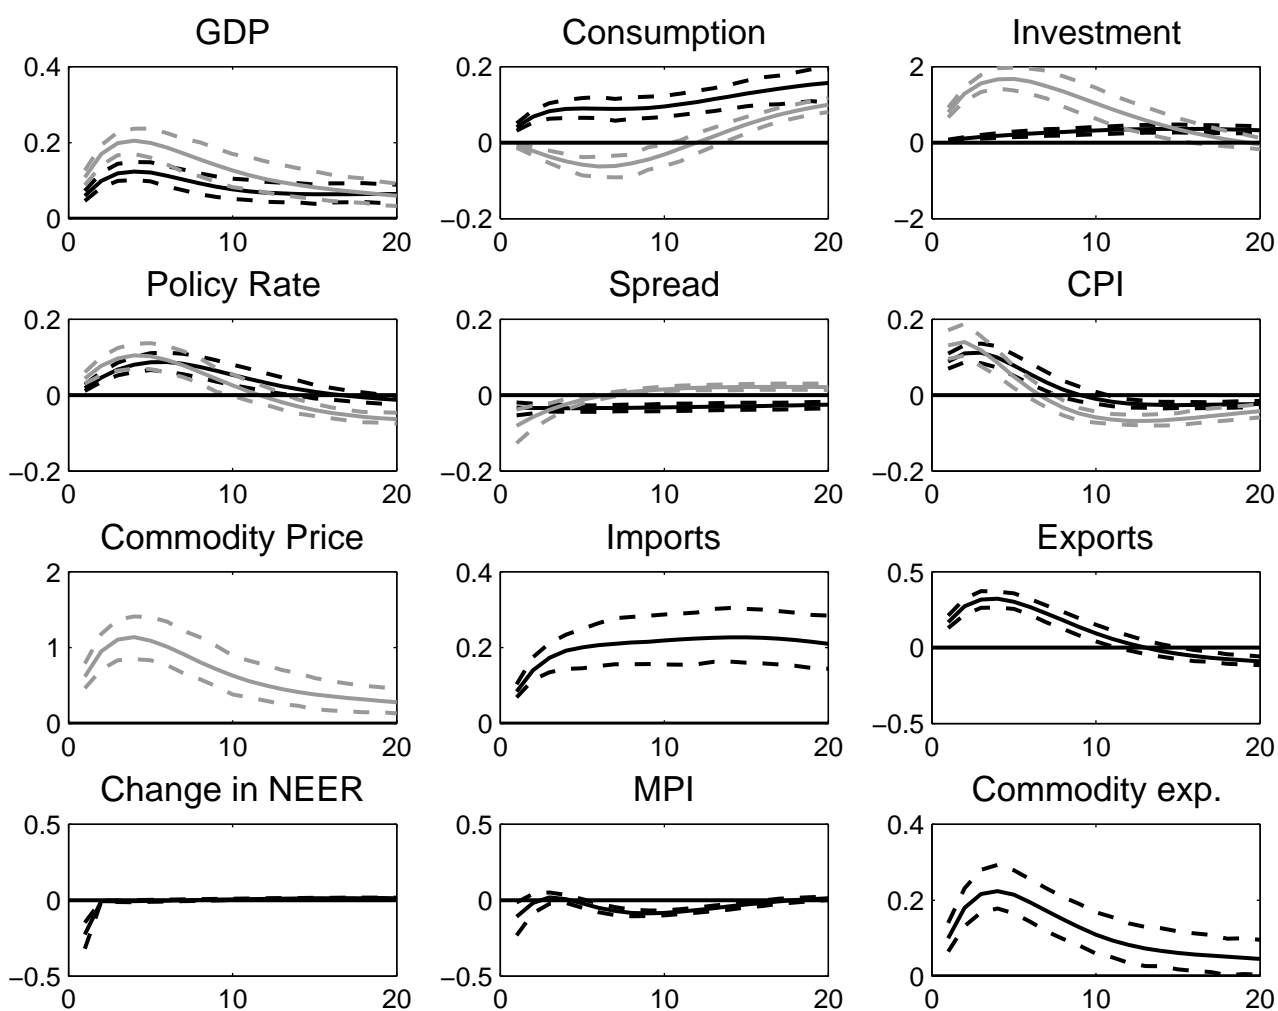 GDP Consumption Investment
0.4 0.2 2
0.2 0 0
0 −0.2 −2
0 10 20 0 10 20 0 10 20
Policy Rate Spread CPI
0.2 0.2 0.2
0 0 0
−0.2 −0.2 −0.2
0 10 20 0 10 20 0 10 20
Commodity Price Imports Exports
2 0.4 0.5
1 0.2 0
0 0 −0.5
0 10 20 0 10 20 0 10 20
Change in NEER MPI Commodity exp.
0.5 0.5 0.4
0 0 0.2
−0.5 −0.5 0
0 10 20 0 10 20 0 10 20